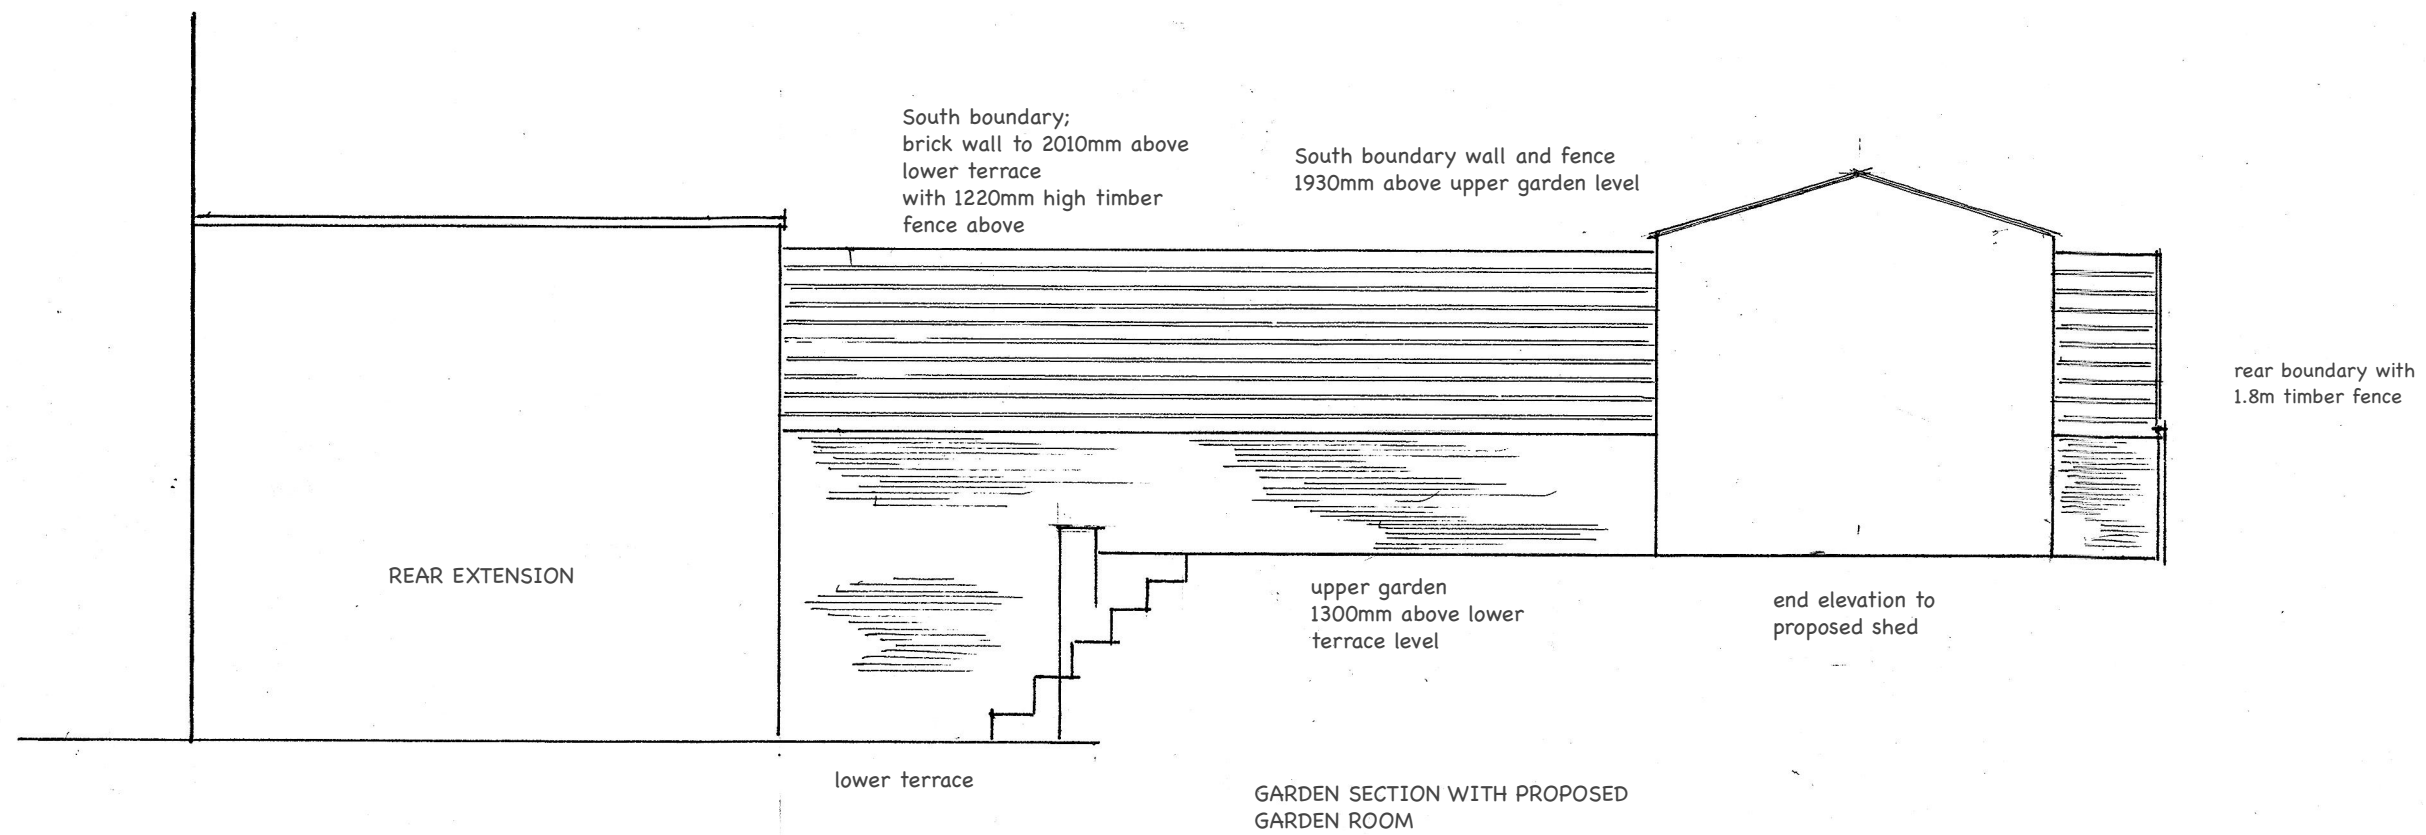 South boundary;
brick wall to 2010mm above
lower terrace
with 1220mm high timber
fence above
South boundary wall and fence
1930mm above upper garden level
rear boundary with
1.8m timber fence
REAR EXTENSION
upper garden
1300mm above lower
terrace level
end elevation to
proposed shed
lower terrace
GARDEN SECTION WITH PROPOSED
GARDEN ROOM